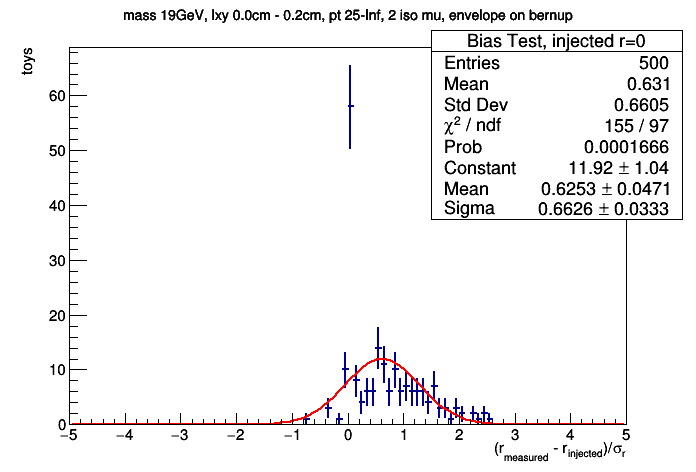 mass 19GeV, lxy 0.0cm - 0.2cm, pt 25-Inf, 2 iso mu, envelope on bernup
Bias Test, injected r=0
Entries 500
Mean 0.631
Std Dev 0.6605
χ² / ndf 155 / 97
Prob 0.0001666
Constant 11.92 ± 1.04
Mean 0.6253 ± 0.0471
Sigma 0.6626 ± 0.0333
toys
60
50
40
30
20
10
0
−5 −4 −3 −2 −1 0 1 2 3 4 5
(r_measured - r_injected)/σ_r